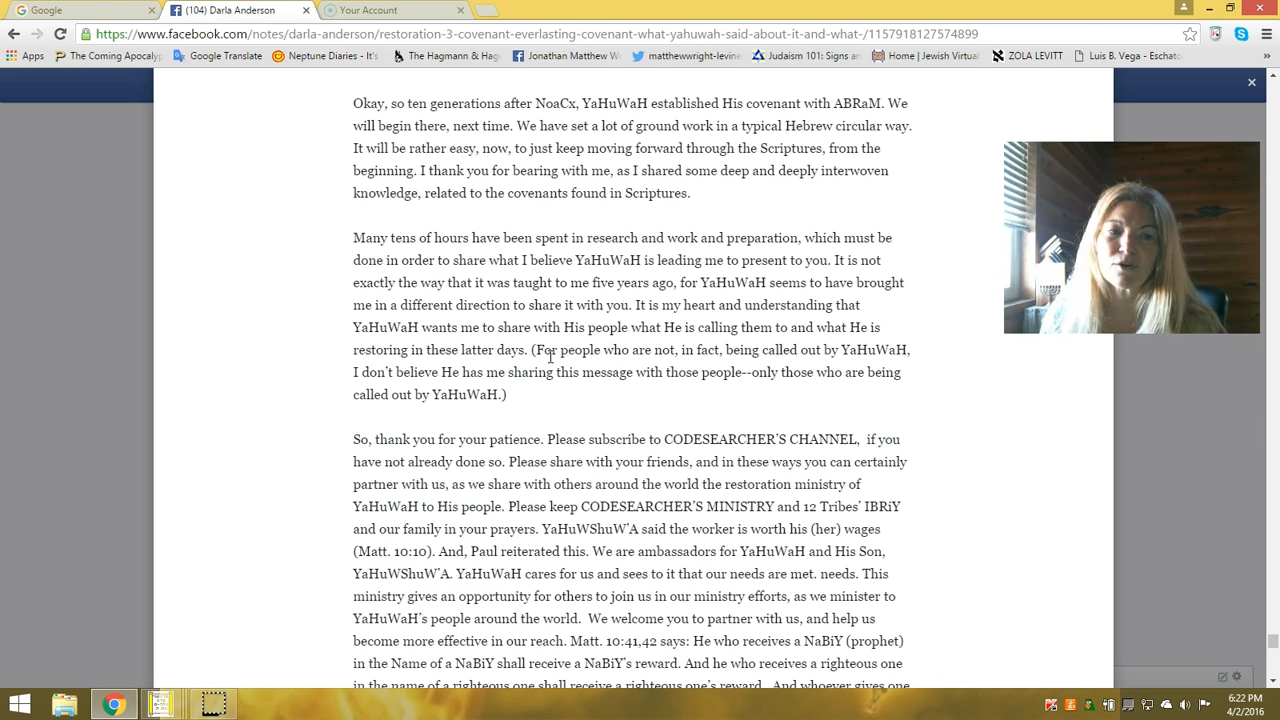 Google
(104) Darla Anderson
Your Account
https://www.facebook.com/notes/darla-anderson/restoration-3-covenant-everlasting-covenant-what-yahuwah-said-about-it-and-what-/1157918127574899
Apps
The Coming Apocalyp
Google Translate
Neptune Diaries - It's
The Hagmann & Hag
Jonathan Matthew W
matthewwright-levine
Judaism 101: Signs an
Home | Jewish Virtual
ZOLA LEVITT
Luis B. Vega - Eschato
Okay, so ten generations after NoaCx, YaHuWaH established His covenant with ABRaM. We
will begin there, next time. We have set a lot of ground work in a typical Hebrew circular way.
It will be rather easy, now, to just keep moving forward through the Scriptures, from the
beginning. I thank you for bearing with me, as I shared some deep and deeply interwoven
knowledge, related to the covenants found in Scriptures.
Many tens of hours have been spent in research and work and preparation, which must be
done in order to share what I believe YaHuWaH is leading me to present to you. It is not
exactly the way that it was taught to me five years ago, for YaHuWaH seems to have brought
me in a different direction to share it with you. It is my heart and understanding that
YaHuWaH wants me to share with His people what He is calling them to and what He is
restoring in these latter days. (For people who are not, in fact, being called out by YaHuWaH,
I don't believe He has me sharing this message with those people--only those who are being
called out by YaHuWaH.)
So, thank you for your patience. Please subscribe to CODESEARCHER'S CHANNEL, if you
have not already done so. Please share with your friends, and in these ways you can certainly
partner with us, as we share with others around the world the restoration ministry of
YaHuWaH to His people. Please keep CODESEARCHER'S MINISTRY and 12 Tribes' IBRiY
and our family in your prayers. YaHuWShuW'A said the worker is worth his (her) wages
(Matt. 10:10). And, Paul reiterated this. We are ambassadors for YaHuWaH and His Son,
YaHuWShuW'A. YaHuWaH cares for us and sees to it that our needs are met. needs. This
ministry gives an opportunity for others to join us in our ministry efforts, as we minister to
YaHuWaH's people around the world. We welcome you to partner with us, and help us
become more effective in our reach. Matt. 10:41,42 says: He who receives a NaBiY (prophet)
in the Name of a NaBiY shall receive a NaBiY's reward. And he who receives a righteous one
in the name of a righteous one shall receive a righteous one's reward. And whoever gives one
6:22 PM
4/2/2016